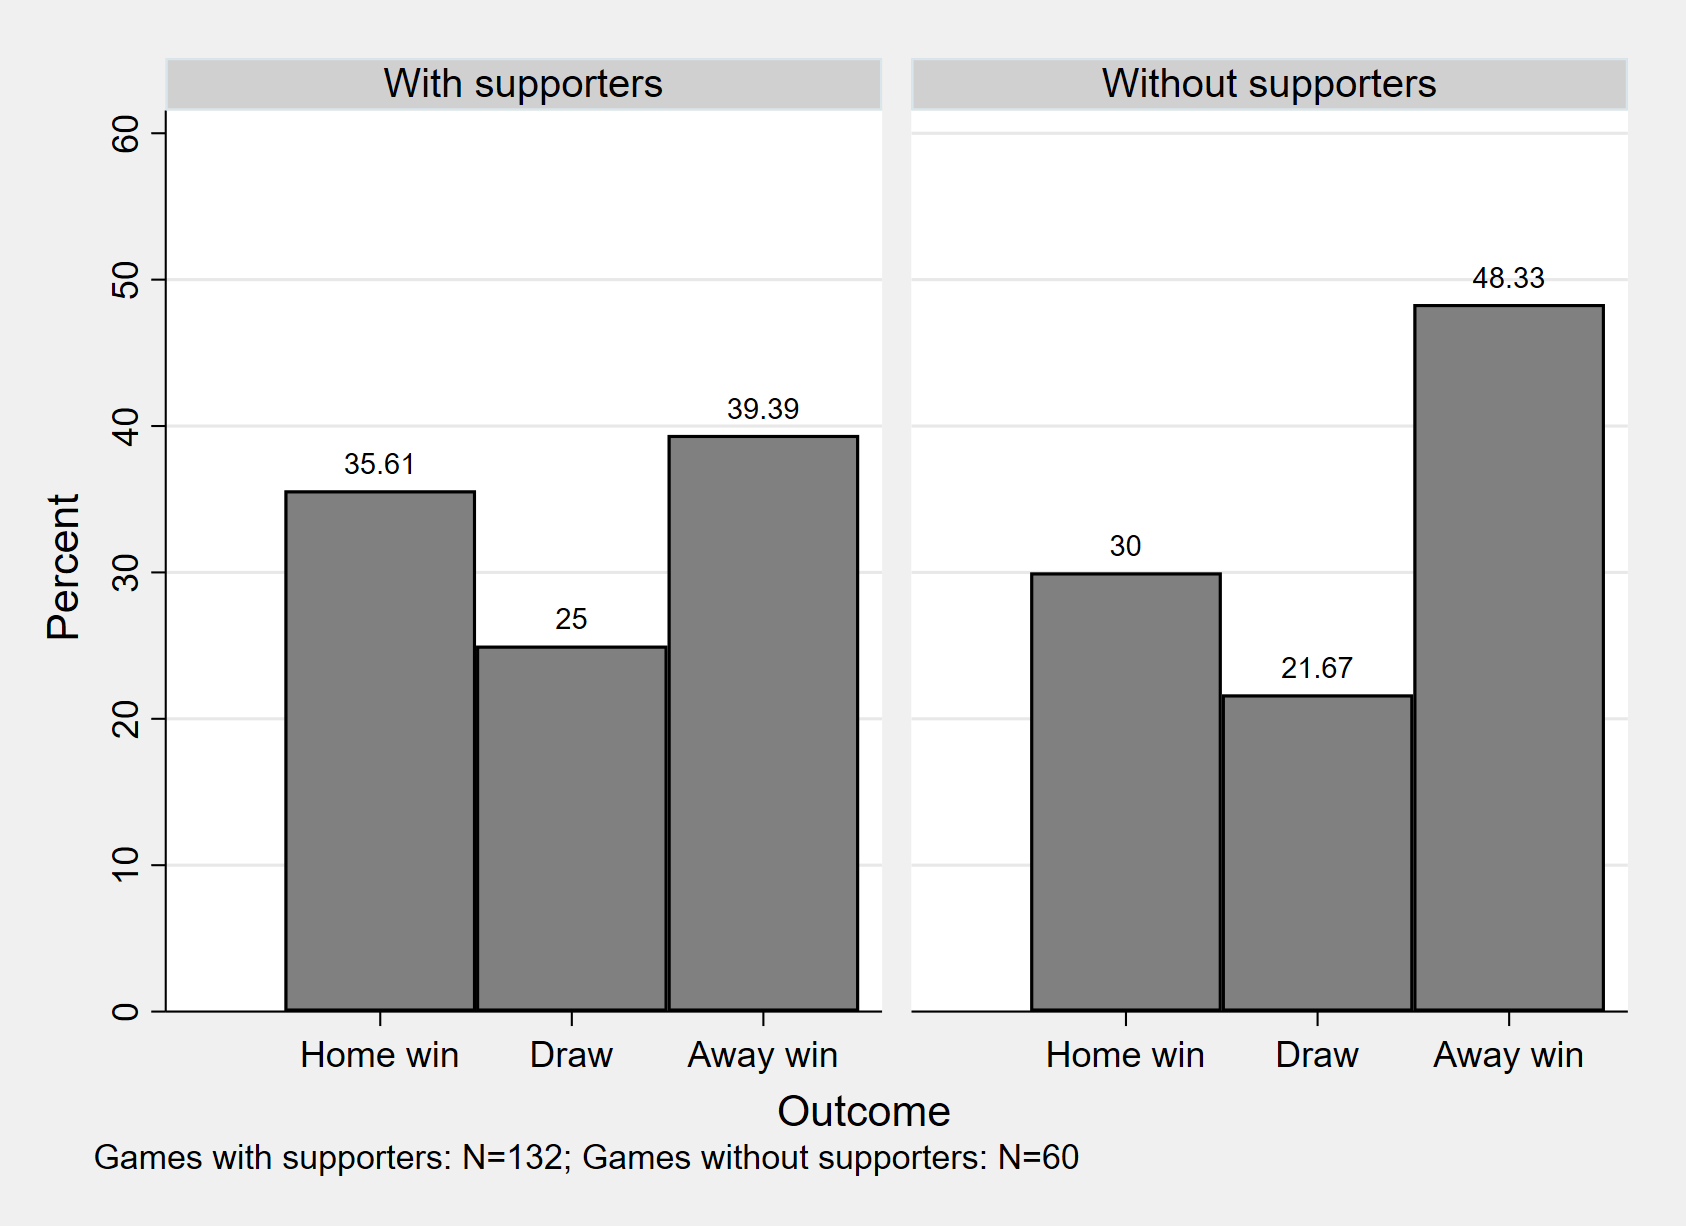 With supporters
Without supporters
Percent
60
50
40
30
20
10
0
35.61
25
39.39
30
21.67
48.33
Home win Draw Away win
Home win Draw Away win
Outcome
Games with supporters: N=132; Games without supporters: N=60